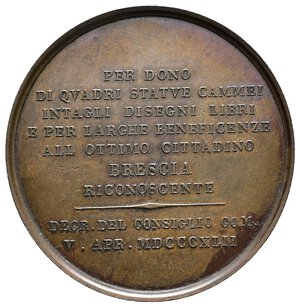 PER DONO
DI QVADRI STATVE CAMMEI
INTAGLI DISEGNI LIBRI
E PER LARGHE BENEFICENZE
ALL OTTIMO CITTADINO
BRESCIA
RICONOSCENTE
DECR. DEL CONSIGLIO COM.
V. APR. MDCCCXLII